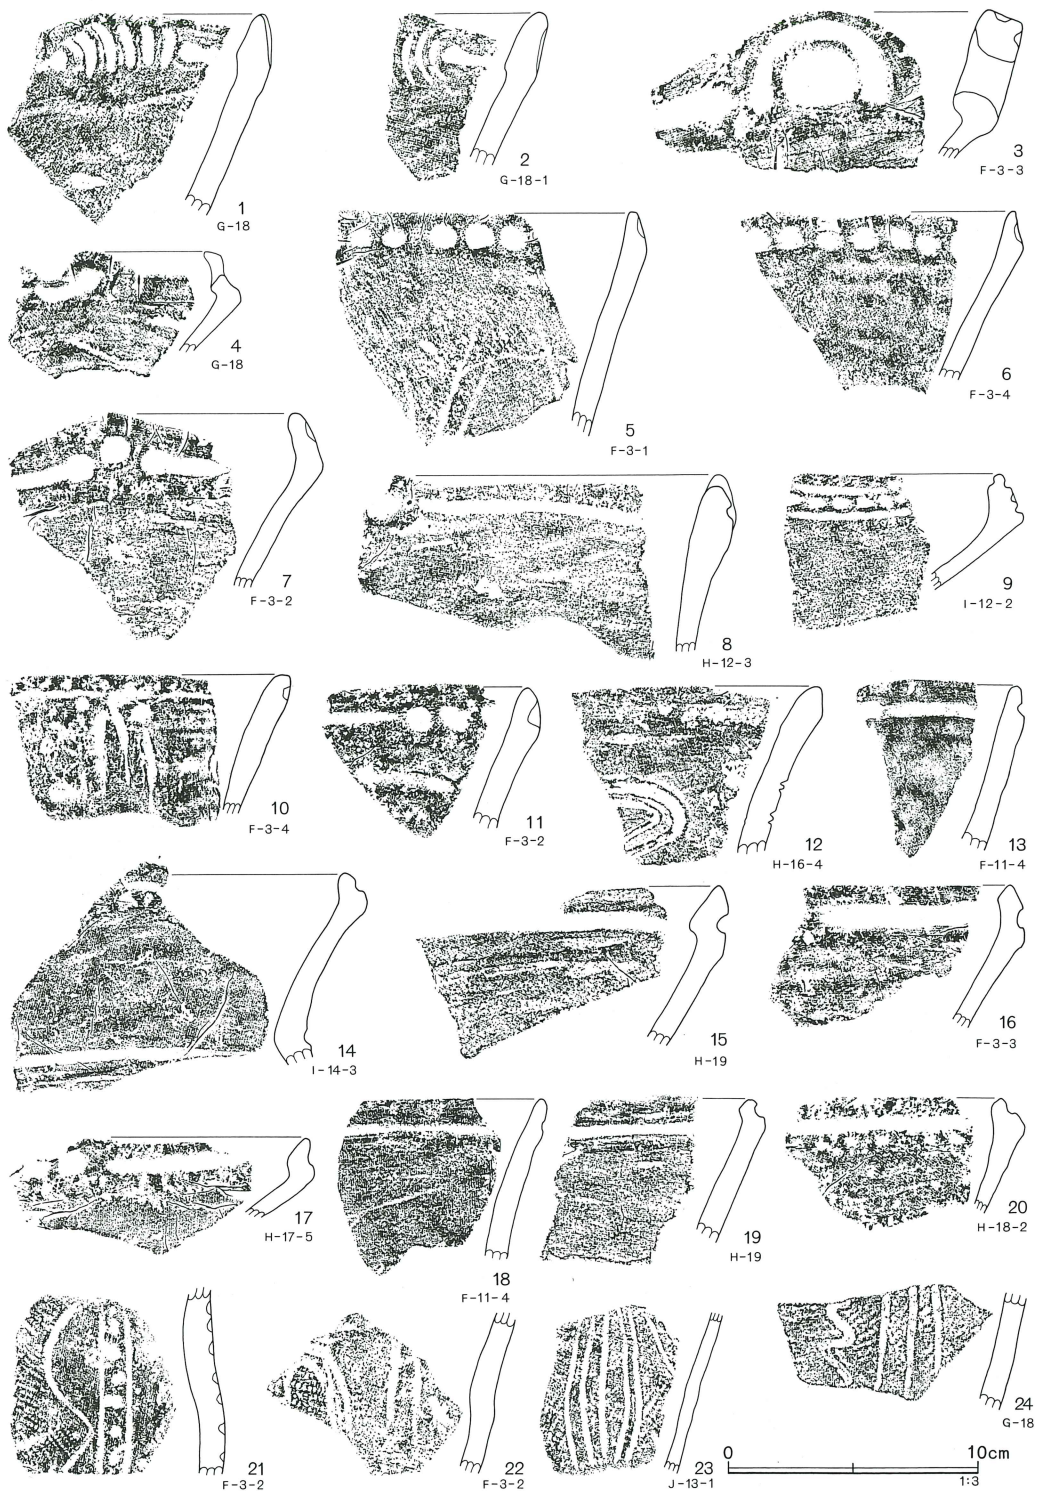 1
G-18
2
G-18-1
3
F-3-3
4
G-18
5
F-3-1
6
F-3-4
7
F-3-2
8
H-12-3
9
I-12-2
10
F-3-4
11
F-3-2
12
H-16-4
13
F-11-4
14
I-14-3
15
H-19
16
F-3-3
17
H-17-5
18
F-11-4
19
H-19
20
H-18-2
21
F-3-2
22
F-3-2
23
J-13-1
24
G-18
0 10cm
1:3